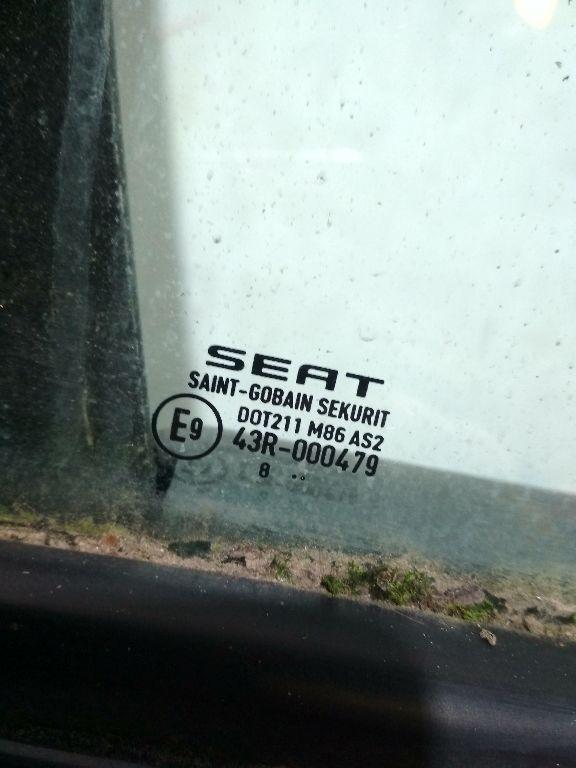 SEAT
SAINT-GOBAIN SEKURIT
E9 DOT211 M86 AS2
43R-000479
8 ..